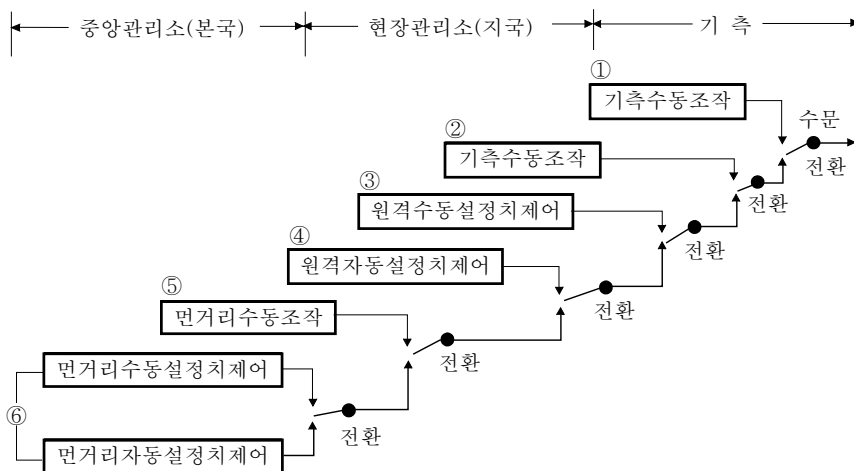 중앙관리소(본국) 현장관리소(지국) 기 측
①
기측수동조작
수문
전환
②
기측수동조작
전환
③
원격수동설정치제어
전환
④
원격자동설정치제어
전환
⑤
먼거리수동조작
전환
⑥
먼거리수동설정치제어
전환
먼거리자동설정치제어